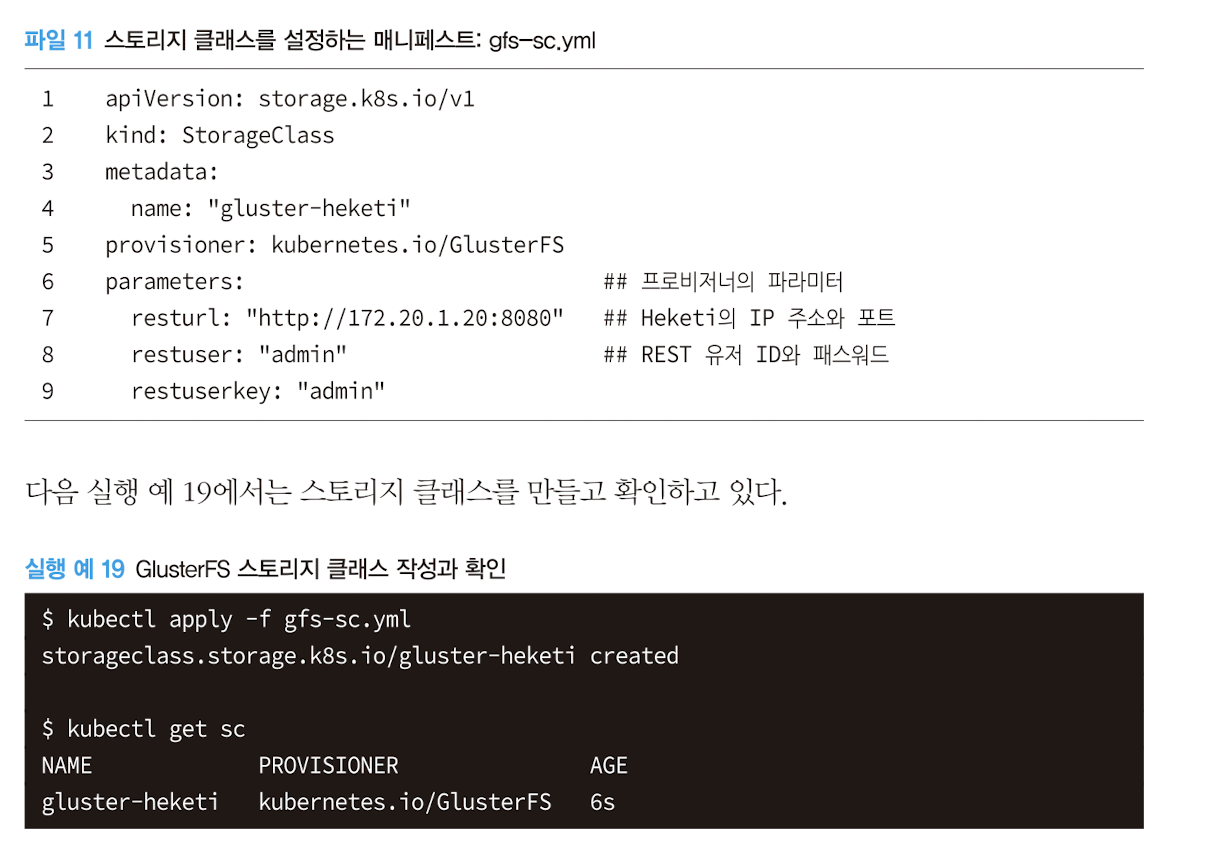 파일 11 스토리지 클래스를 설정하는 매니페스트: gfs-sc.yml
1 apiVersion: storage.k8s.io/v1
2 kind: StorageClass
3 metadata:
4   name: "gluster-heketi"
5 provisioner: kubernetes.io/GlusterFS
6 parameters: ## 프로비저너의 파라미터
7   resturl: "http://172.20.1.20:8080" ## Heketi의 IP 주소와 포트
8   restuser: "admin" ## REST 유저 ID와 패스워드
9   restuserkey: "admin"
다음 실행 예 19에서는 스토리지 클래스를 만들고 확인하고 있다.
실행 예 19 GlusterFS 스토리지 클래스 작성과 확인
$ kubectl apply -f gfs-sc.yml
storageclass.storage.k8s.io/gluster-heketi created
$ kubectl get sc
NAME PROVISIONER AGE
gluster-heketi kubernetes.io/GlusterFS 6s